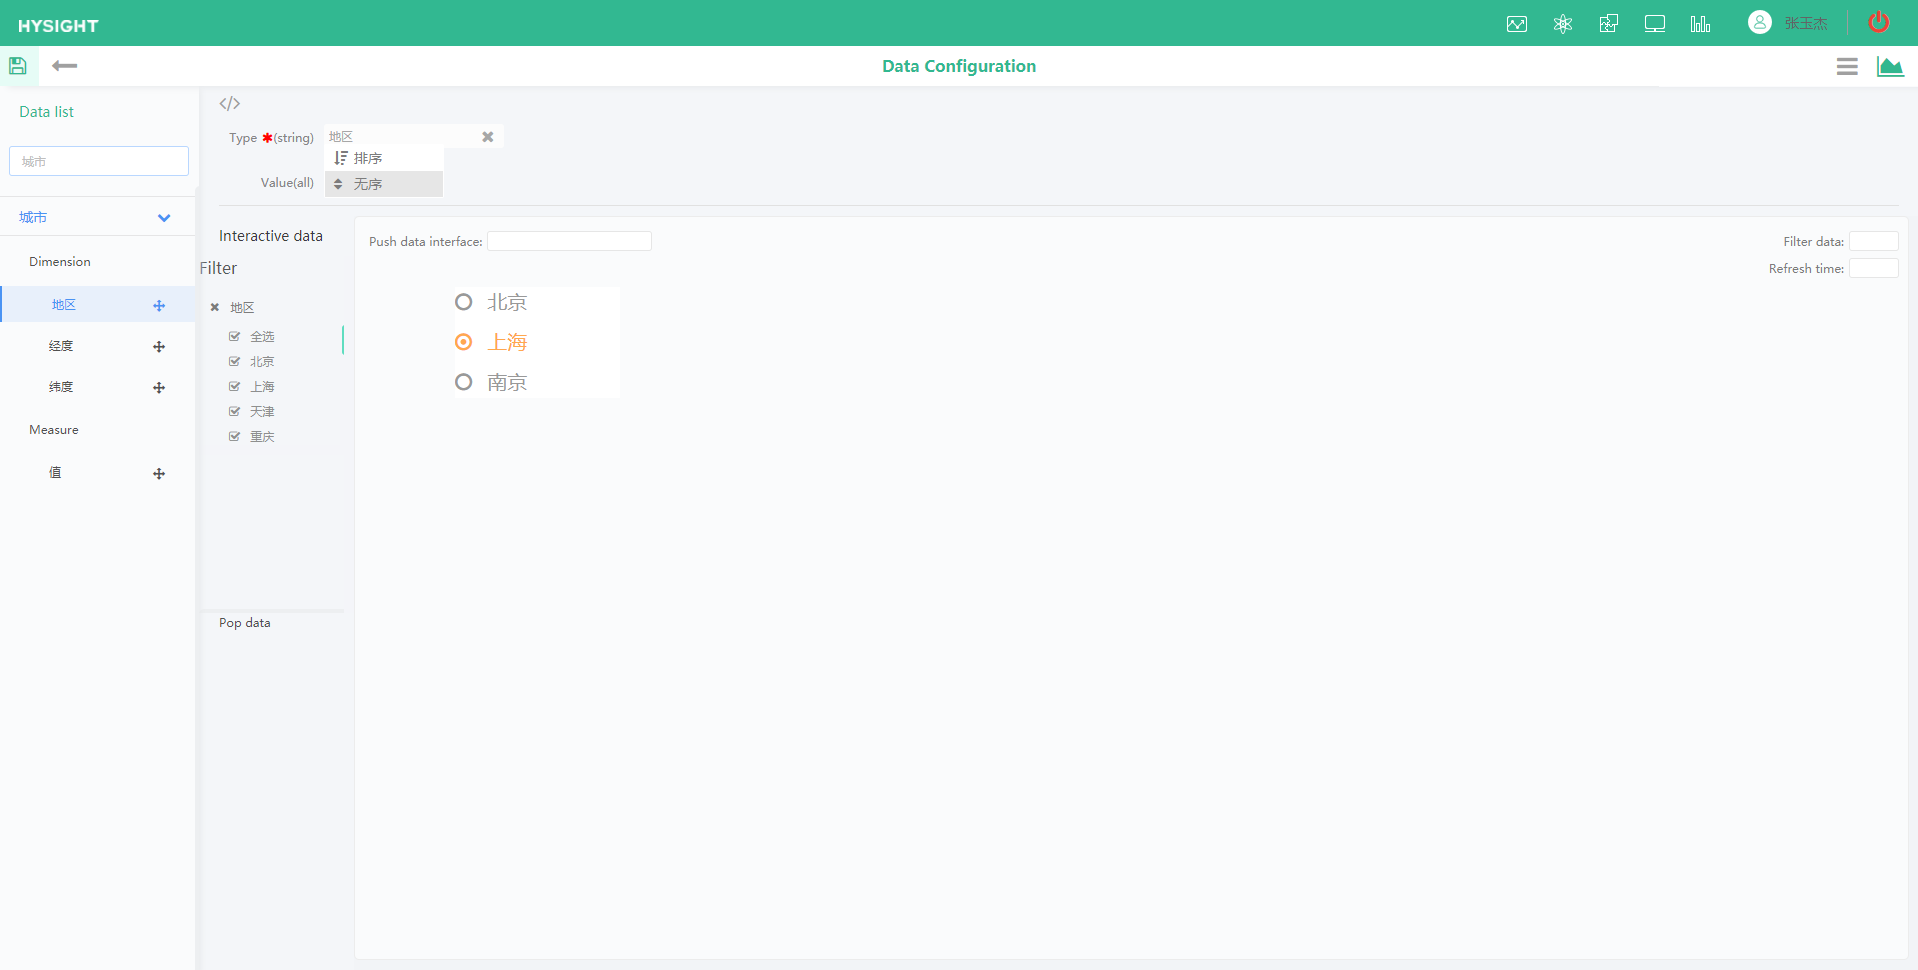 HYSIGHT
张玉杰
Data Configuration
Data list
城市
城市
Dimension
地区
经度
纬度
Measure
值
</>
Type ✱(string)
地区
排序
Value(all)
无序
Interactive data
Filter
地区
全选
北京
上海
天津
重庆
Pop data
Push data interface:
Filter data:
Refresh time:
北京
上海
南京